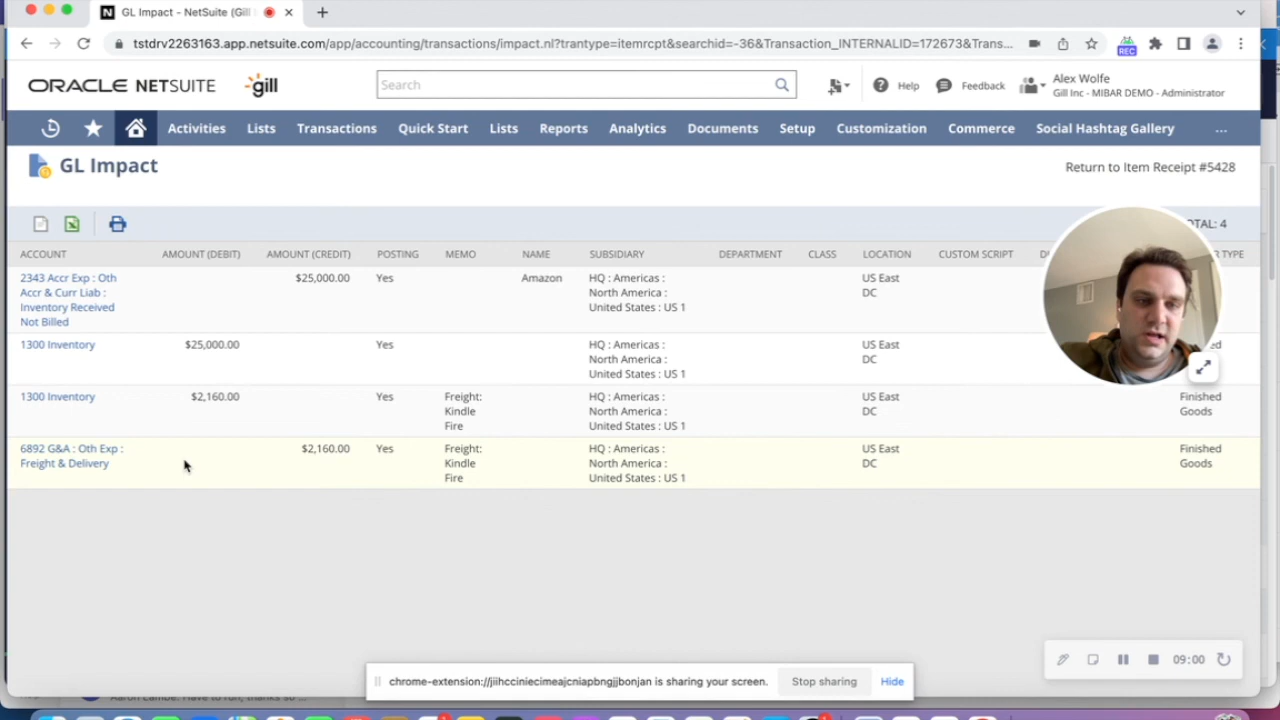 GL Impact - NetSuite (Gill
tstdrv2263163.app.netsuite.com/app/accounting/transactions/impact.nl?trantype=itemrcpt&searchid=-36&Transaction_INTERNALID=172673&Trans...
REC
ORACLE NETSUITE gill
Search
Help
Feedback
Alex Wolfe
Gill Inc - MIBAR DEMO - Administrator
Activities Lists Transactions Quick Start Lists Reports Analytics Documents Setup Customization Commerce Social Hashtag Gallery ...
GL Impact
Return to Item Receipt #5428
OTAL: 4
ACCOUNT AMOUNT (DEBIT) AMOUNT (CREDIT) POSTING MEMO NAME SUBSIDIARY DEPARTMENT CLASS LOCATION CUSTOM SCRIPT TYPE
2343 Accr Exp : Oth $25,000.00 Yes Amazon HQ : Americas : US East
Accr & Curr Liab : North America : DC
Inventory Received United States : US 1
Not Billed
1300 Inventory $25,000.00 Yes HQ : Americas : US East
North America : DC
United States : US 1
1300 Inventory $2,160.00 Yes Freight: HQ : Americas : US East Finished
Kindle North America : DC Goods
Fire United States : US 1
6892 G&A : Oth Exp : $2,160.00 Yes Freight: HQ : Americas : US East Finished
Freight & Delivery Kindle North America : DC Goods
Fire United States : US 1
09:00
chrome-extension://jiihcciniecimeajcniapbngjjbonjan is sharing your screen. Stop sharing Hide